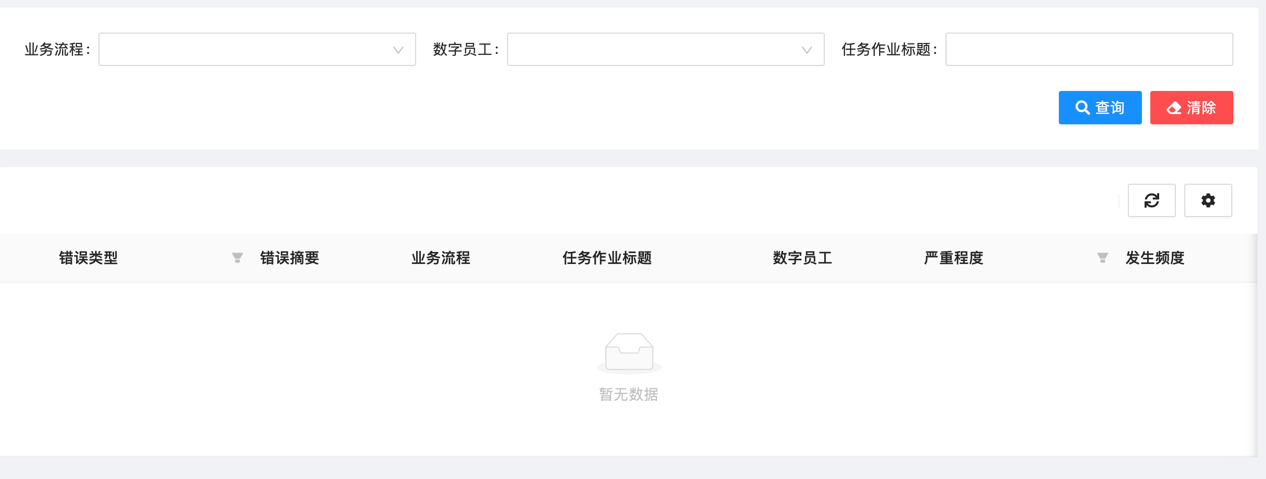 业务流程： 数字员工： 任务作业标题：
查询 清除
错误类型 错误摘要 业务流程 任务作业标题 数字员工 严重程度 发生频度
暂无数据